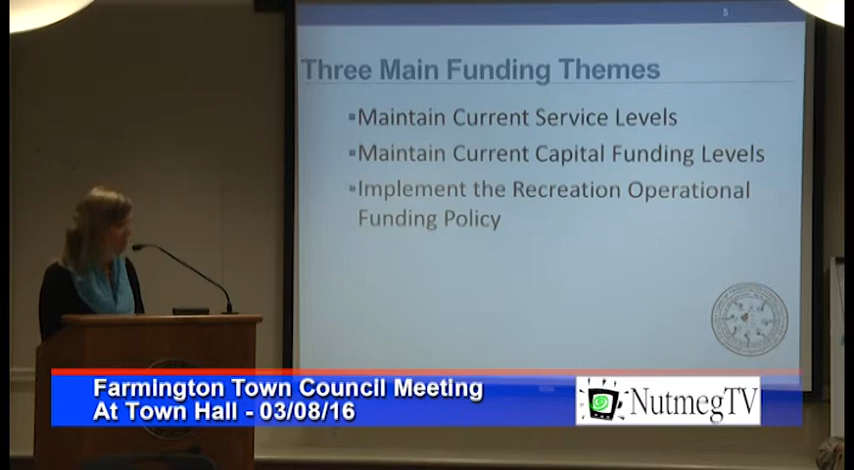 5
Three Main Funding Themes
Maintain Current Service Levels
Maintain Current Capital Funding Levels
Implement the Recreation Operational
Funding Policy
Farmington Town Council Meeting
At Town Hall - 03/08/16
NutmegTV